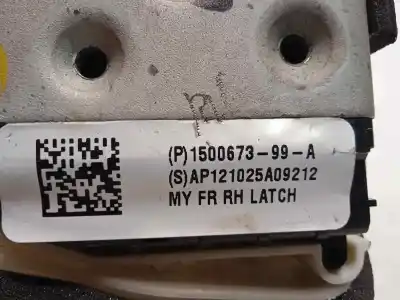 (P)1500673-99-A
(S)AP121025A09212
MY FR RH LATCH